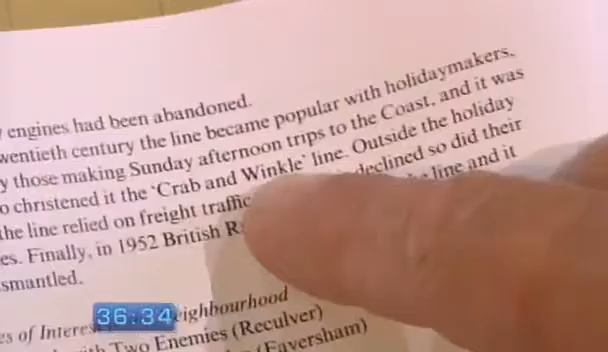 engines had been abandoned.
wentieth century the line became popular with holidaymakers,
y those making Sunday afternoon trips to the Coast, and it was
o christened it the 'Crab and Winkle' line. Outside the holiday
the line relied on freight traffic declined so did their
es. Finally, in 1952 British R line and it
smantled.
es of Interes eighbourhood
Two Enemies (Reculver)
(Faversham)
36:34